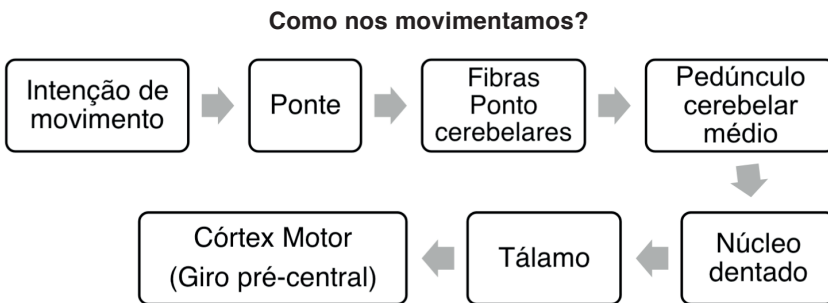 Como nos movimentamos?
Intenção de
movimento
Ponte
Fibras
Ponto
cerebelares
Pedúnculo
cerebelar
médio
Núcleo
dentado
Tálamo
Córtex Motor
(Giro pré-central)